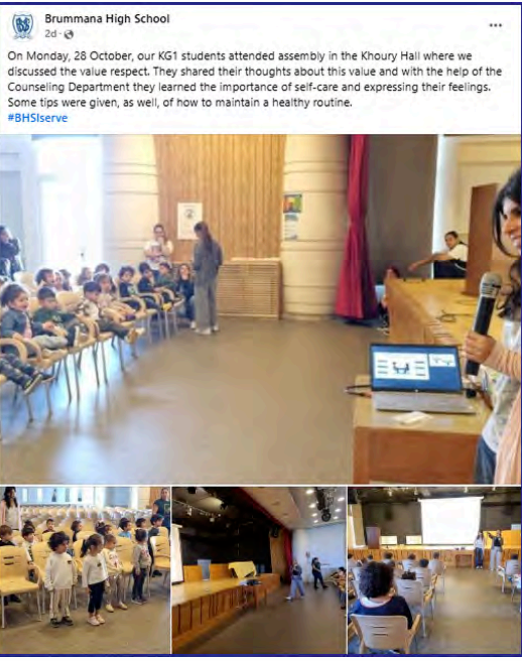 Brummana High School
2d ·
On Monday, 28 October, our KG1 students attended assembly in the Khoury Hall where we
discussed the value respect. They shared their thoughts about this value and with the help of the
Counseling Department they learned the importance of self-care and expressing their feelings.
Some tips were given, as well, of how to maintain a healthy routine.
#BHSIserve